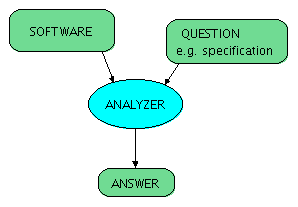 SOFTWARE
QUESTION
e.g. specification
ANALYZER
ANSWER